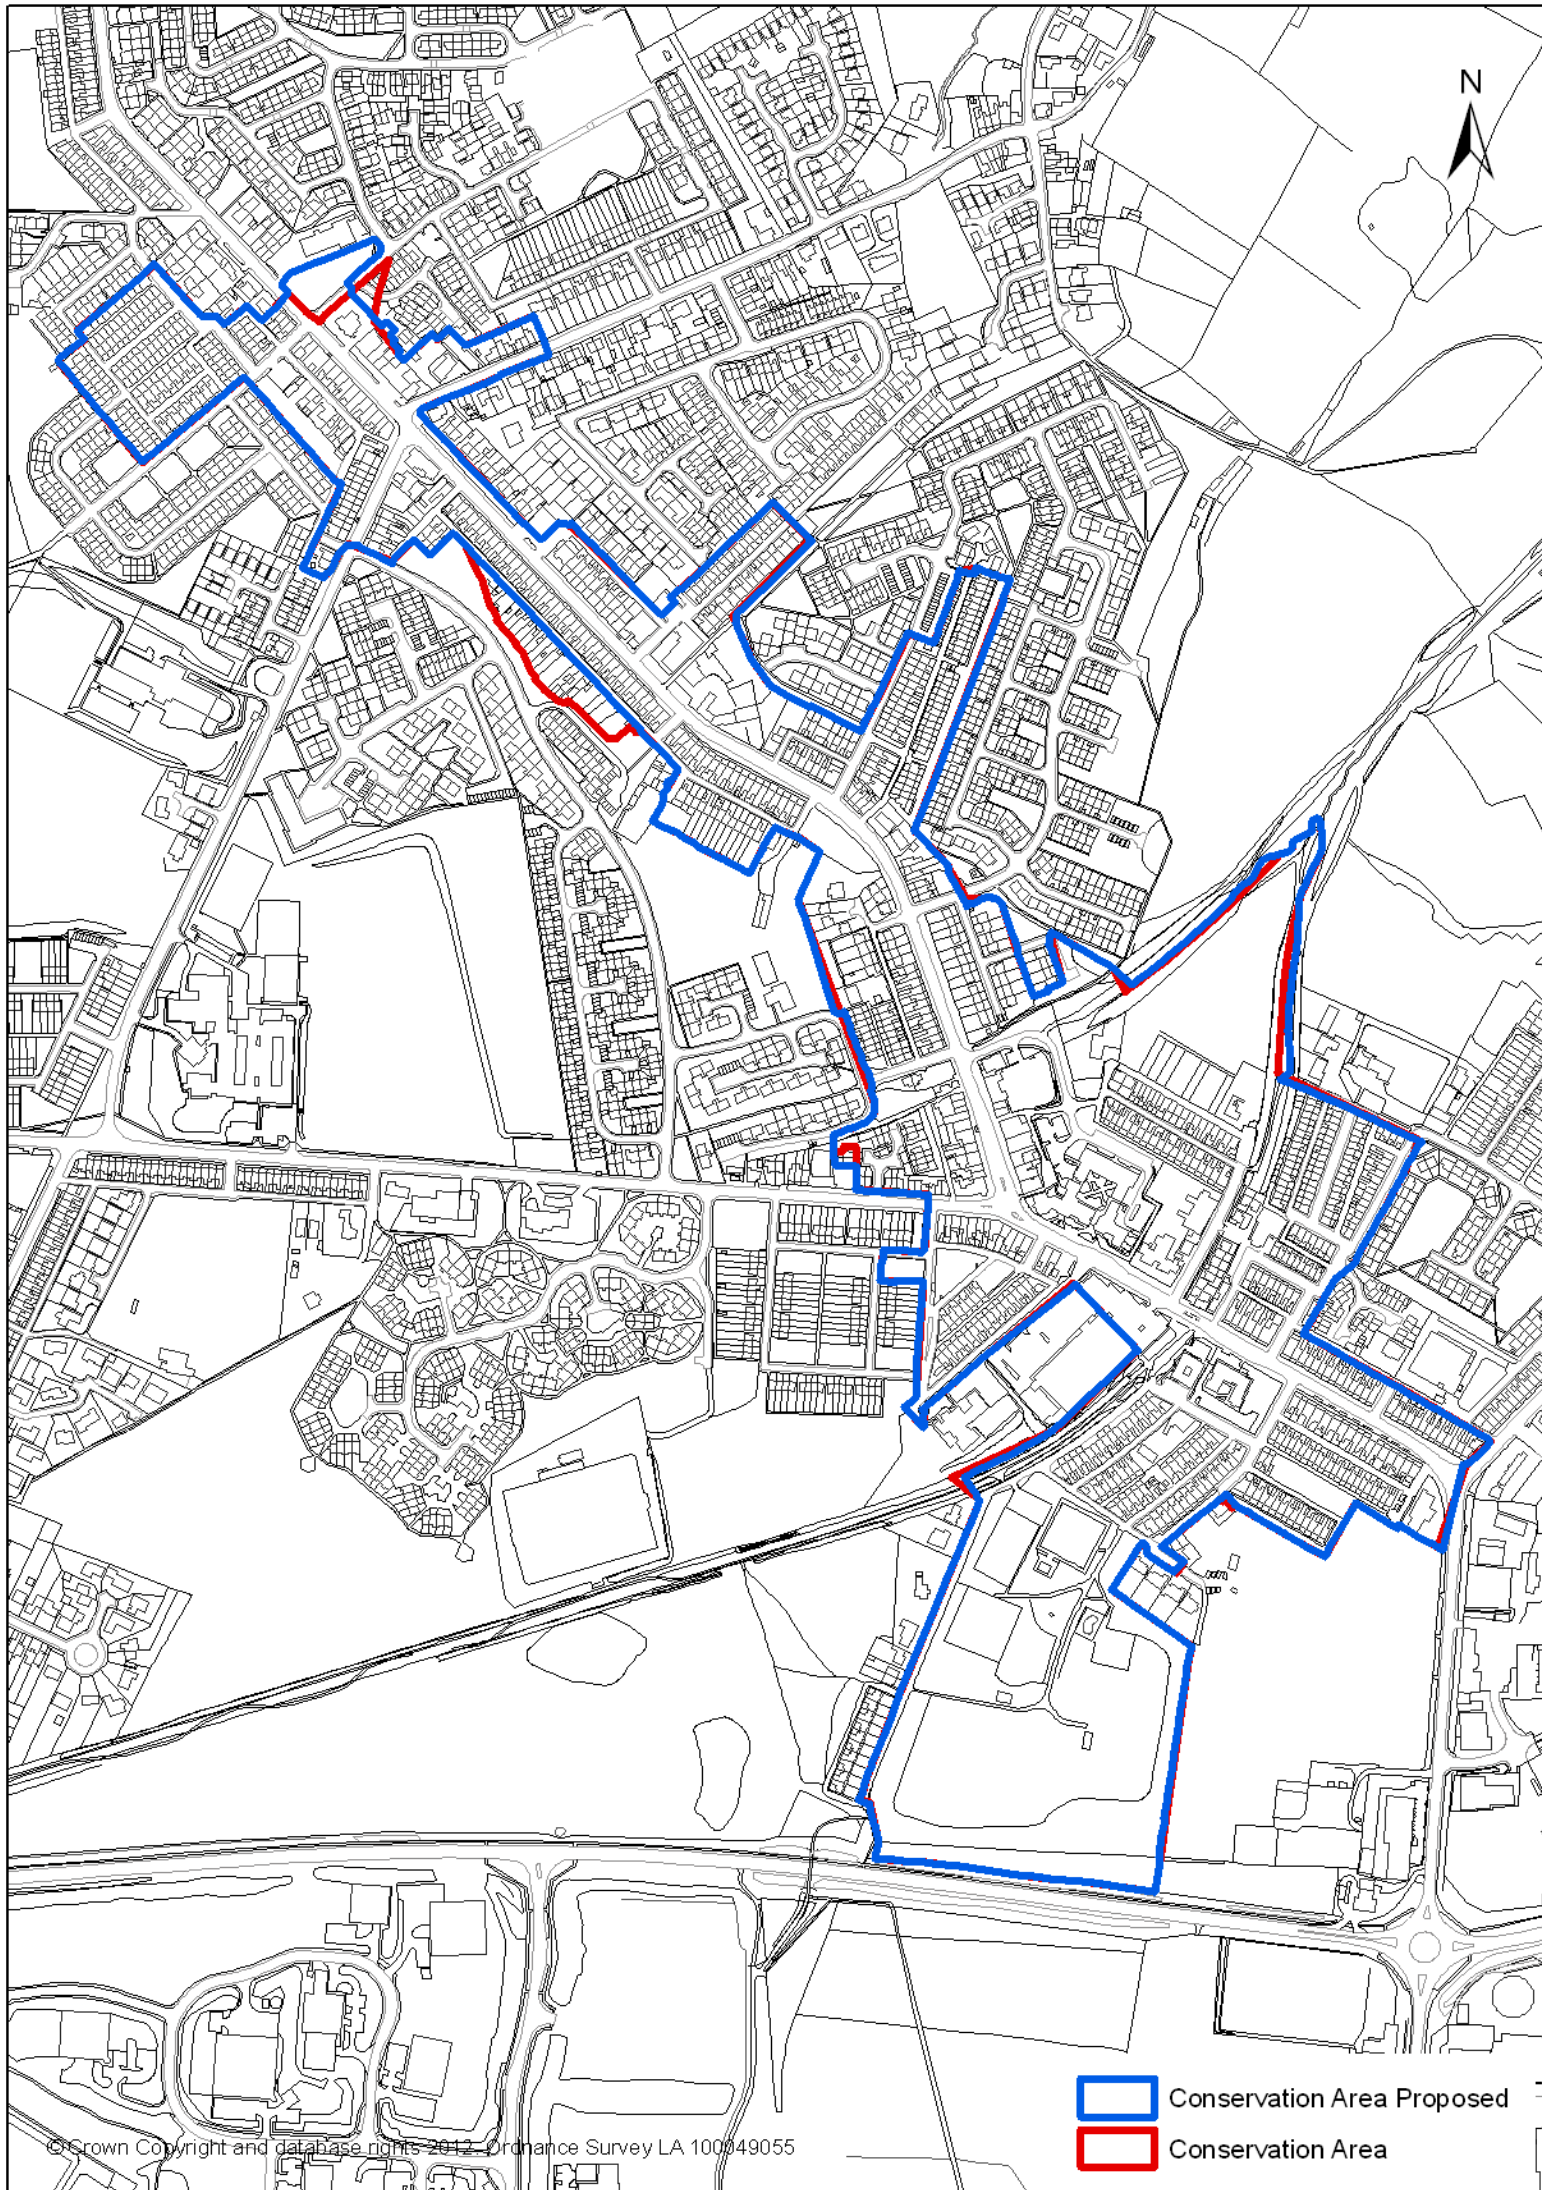 N
Conservation Area Proposed
Conservation Area
© Crown Copyright and database rights 2012. Ordnance Survey LA 100049055